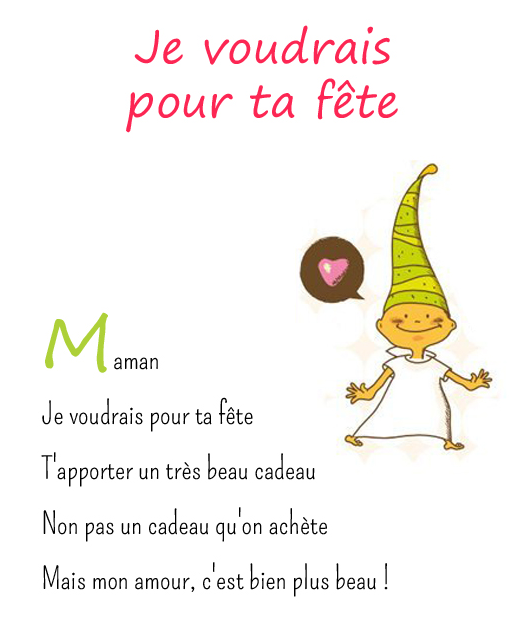 Je voudrais
pour ta fête
Maman
Je voudrais pour ta fête
T'apporter un très beau cadeau
Non pas un cadeau qu'on achète
Mais mon amour, c'est bien plus beau !